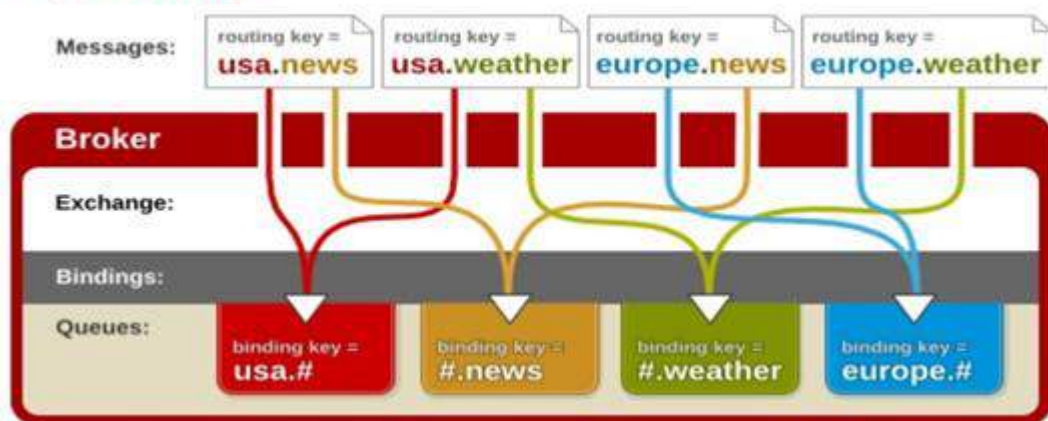 Messages:
routing key =
usa.news
routing key =
usa.weather
routing key =
europe.news
routing key =
europe.weather
Broker
Exchange:
Bindings:
Queues:
binding key =
usa.#
binding key =
#.news
binding key =
#.weather
binding key =
europe.#